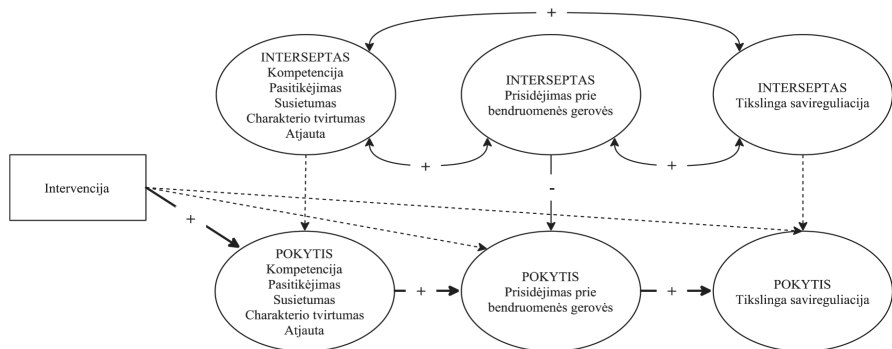 +
INTERSEPTAS
Kompetencija
Pasitikėjimas
Susietumas
Charakterio tvirtumas
Atjauta
INTERSEPTAS
Prisidėjimas prie
bendruomenės gerovės
INTERSEPTAS
Tikslinga savireguliacija
+
+
Intervencija
-
+
POKYTIS
Kompetencija
Pasitikėjimas
Susietumas
Charakterio tvirtumas
Atjauta
+
POKYTIS
Prisidėjimas prie
bendruomenės gerovės
+
POKYTIS
Tikslinga savireguliacija